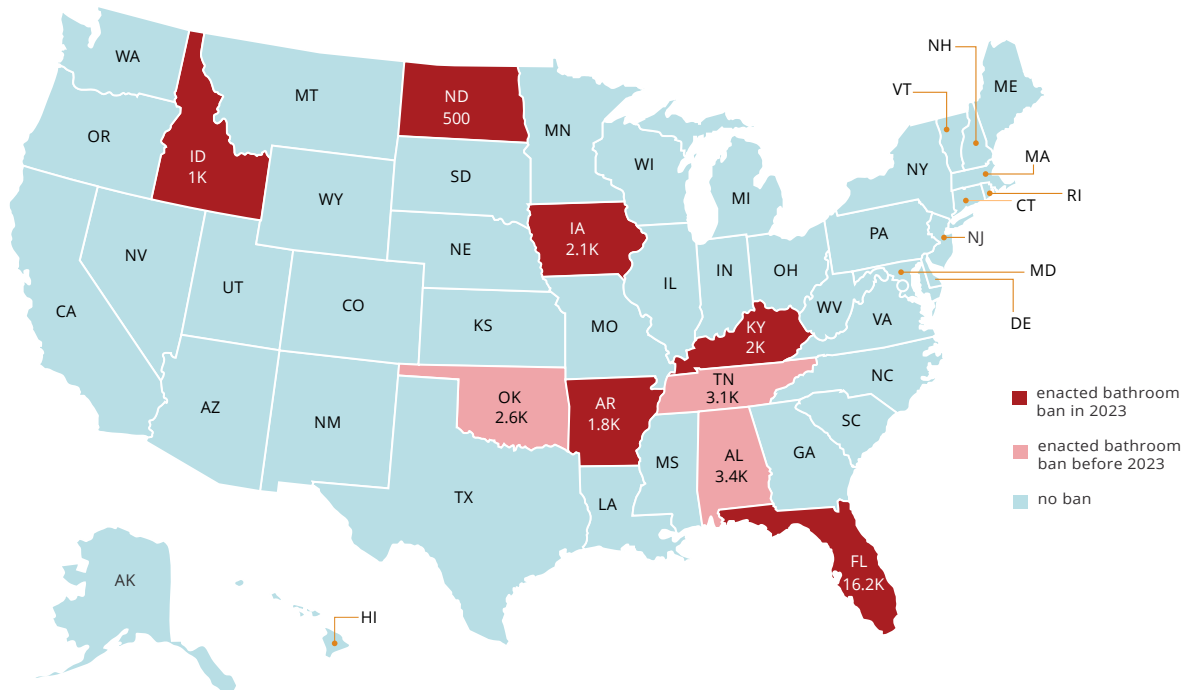 NH
WA
ME
VT
MT
ND
500
MN
OR
ID
1K
WI
MA
NY
SD
MI
RI
WY
CT
IA
2.1K
PA
NJ
NE
NV
IN
OH
MD
UT
IL
CO
WV
CA
VA
DE
KS
MO
KY
2K
NC
TN
3.1K
OK
2.6K
AR
1.8K
AZ
NM
SC
enacted bathroom
ban in 2023
enacted bathroom
ban before 2023
no ban
GA
MS
AL
3.4K
TX
LA
FL
16.2K
AK
HI